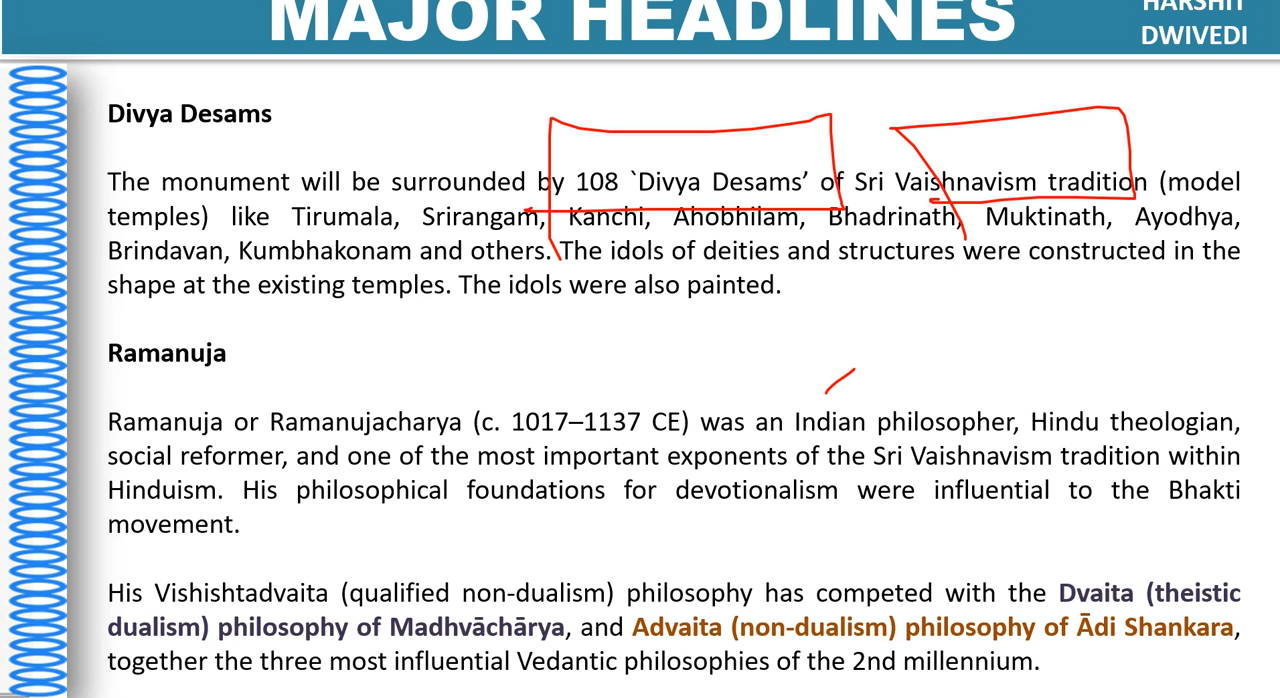 MAJOR HEADLINES
HARSHIT
DWIVEDI
Divya Desams
The monument will be surrounded by 108 `Divya Desams’ of Sri Vaishnavism tradition (model
temples) like Tirumala, Srirangam, Kanchi, Ahobhilam, Bhadrinath, Muktinath, Ayodhya,
Brindavan, Kumbhakonam and others. The idols of deities and structures were constructed in the
shape at the existing temples. The idols were also painted.
Ramanuja
Ramanuja or Ramanujacharya (c. 1017–1137 CE) was an Indian philosopher, Hindu theologian,
social reformer, and one of the most important exponents of the Sri Vaishnavism tradition within
Hinduism. His philosophical foundations for devotionalism were influential to the Bhakti
movement.
His Vishishtadvaita (qualified non-dualism) philosophy has competed with the Dvaita (theistic
dualism) philosophy of Madhvāchārya, and Advaita (non-dualism) philosophy of Ādi Shankara,
together the three most influential Vedantic philosophies of the 2nd millennium.